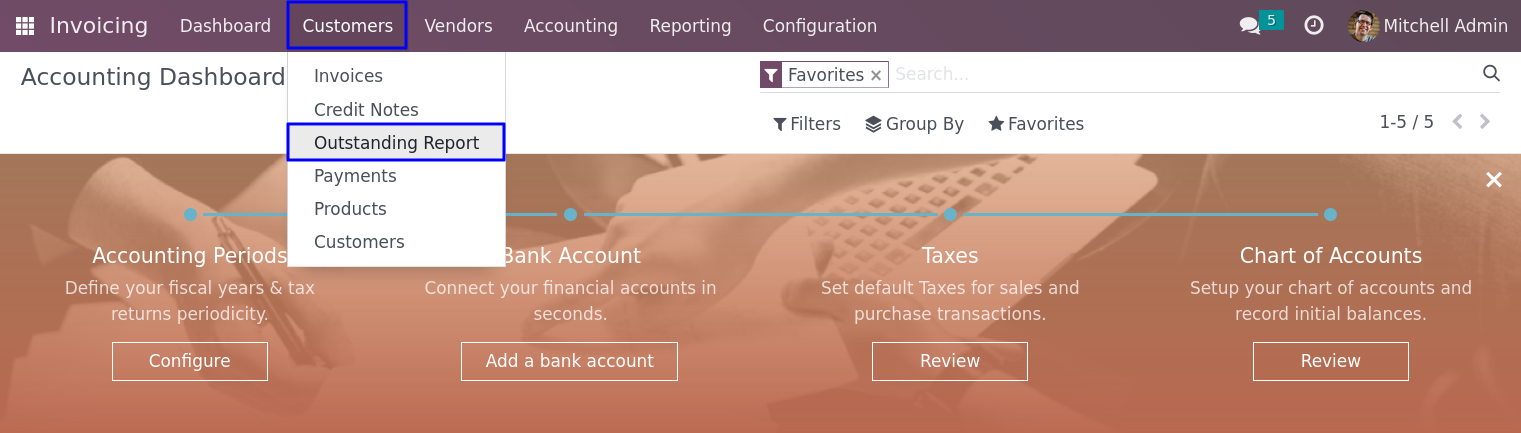 Invoicing Dashboard Customers Vendors Accounting Reporting Configuration 5 Mitchell Admin
Accounting Dashboard
Favorites × Search...
Filters Group By Favorites 1-5 / 5
Invoices
Credit Notes
Outstanding Report
Payments
Products
Customers
Accounting Periods
Define your fiscal years & tax
returns periodicity.
Configure
Bank Account
Connect your financial accounts in
seconds.
Add a bank account
Taxes
Set default Taxes for sales and
purchase transactions.
Review
Chart of Accounts
Setup your chart of accounts and
record initial balances.
Review